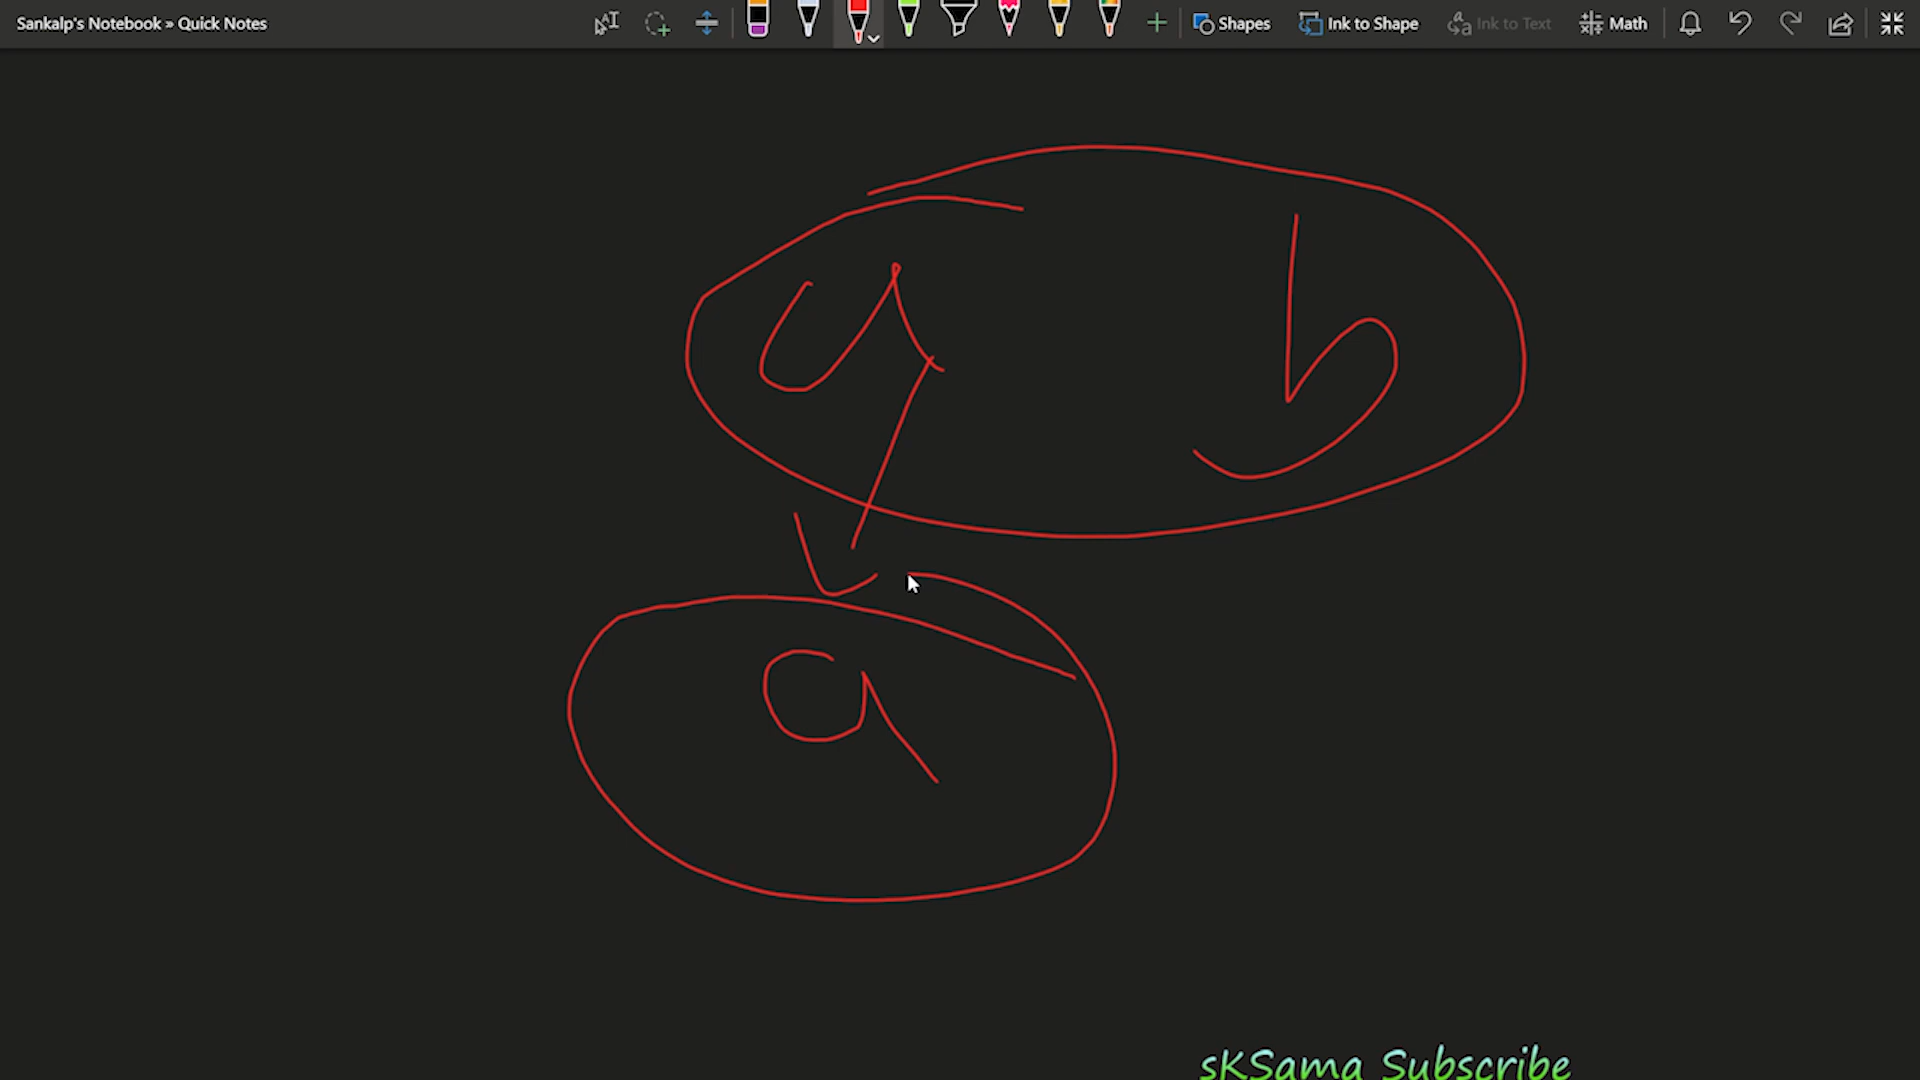 Sankalp's Notebook » Quick Notes
Shapes
Ink to Shape
Ink to Text
Math
a b
a
sKSama Subscribe